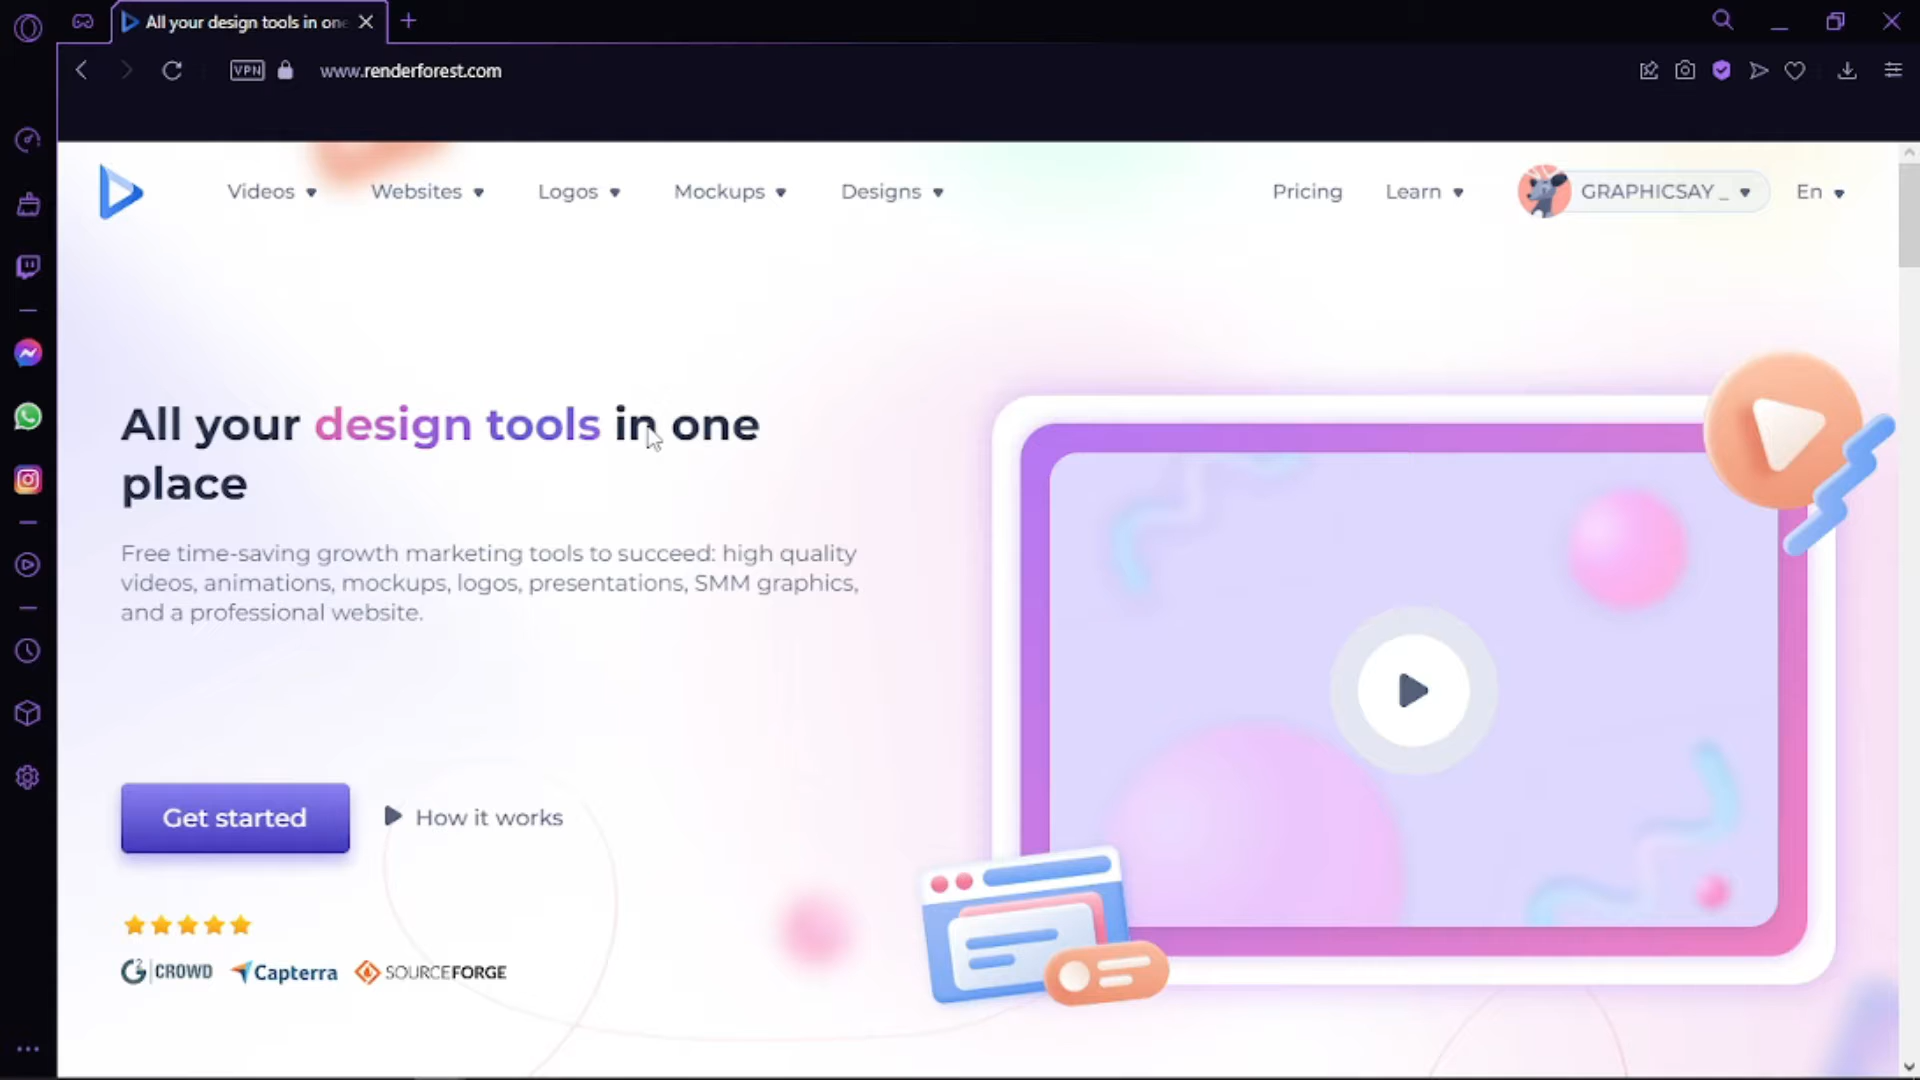 All your design tools in one
VPN
www.renderforest.com
Videos
Websites
Logos
Mockups
Designs
Pricing
Learn
GRAPHICSAY _
En
All your design tools in one
place
Free time-saving growth marketing tools to succeed: high quality
videos, animations, mockups, logos, presentations, SMM graphics,
and a professional website.
Get started
How it works
G2 CROWD
Capterra
SOURCEFORGE